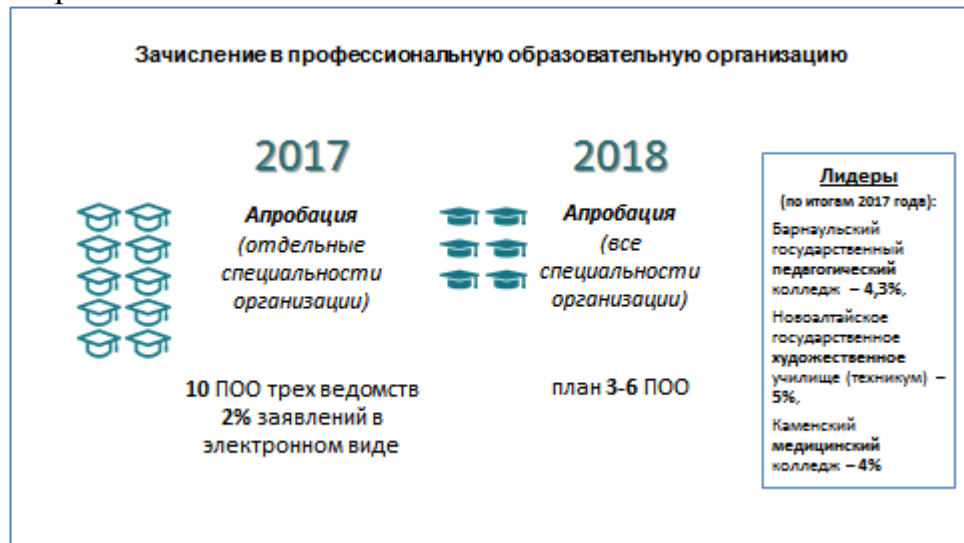 Зачисление в профессиональную образовательную организацию
2017
Апробация
(отдельные
специальности
организации)
10 ПОО трех ведомств
2% заявлений в
электронном виде
2018
Апробация
(все
специальности
организации)
план 3-6 ПОО
Лидеры
(по итогам 2017 года):
Барнаульский
государственный
педагогический
колледж – 4,3%,
Новоалтайское
государственное
художественное
училище (техникум) –
5%,
Каменский
медицинский
колледж – 4%